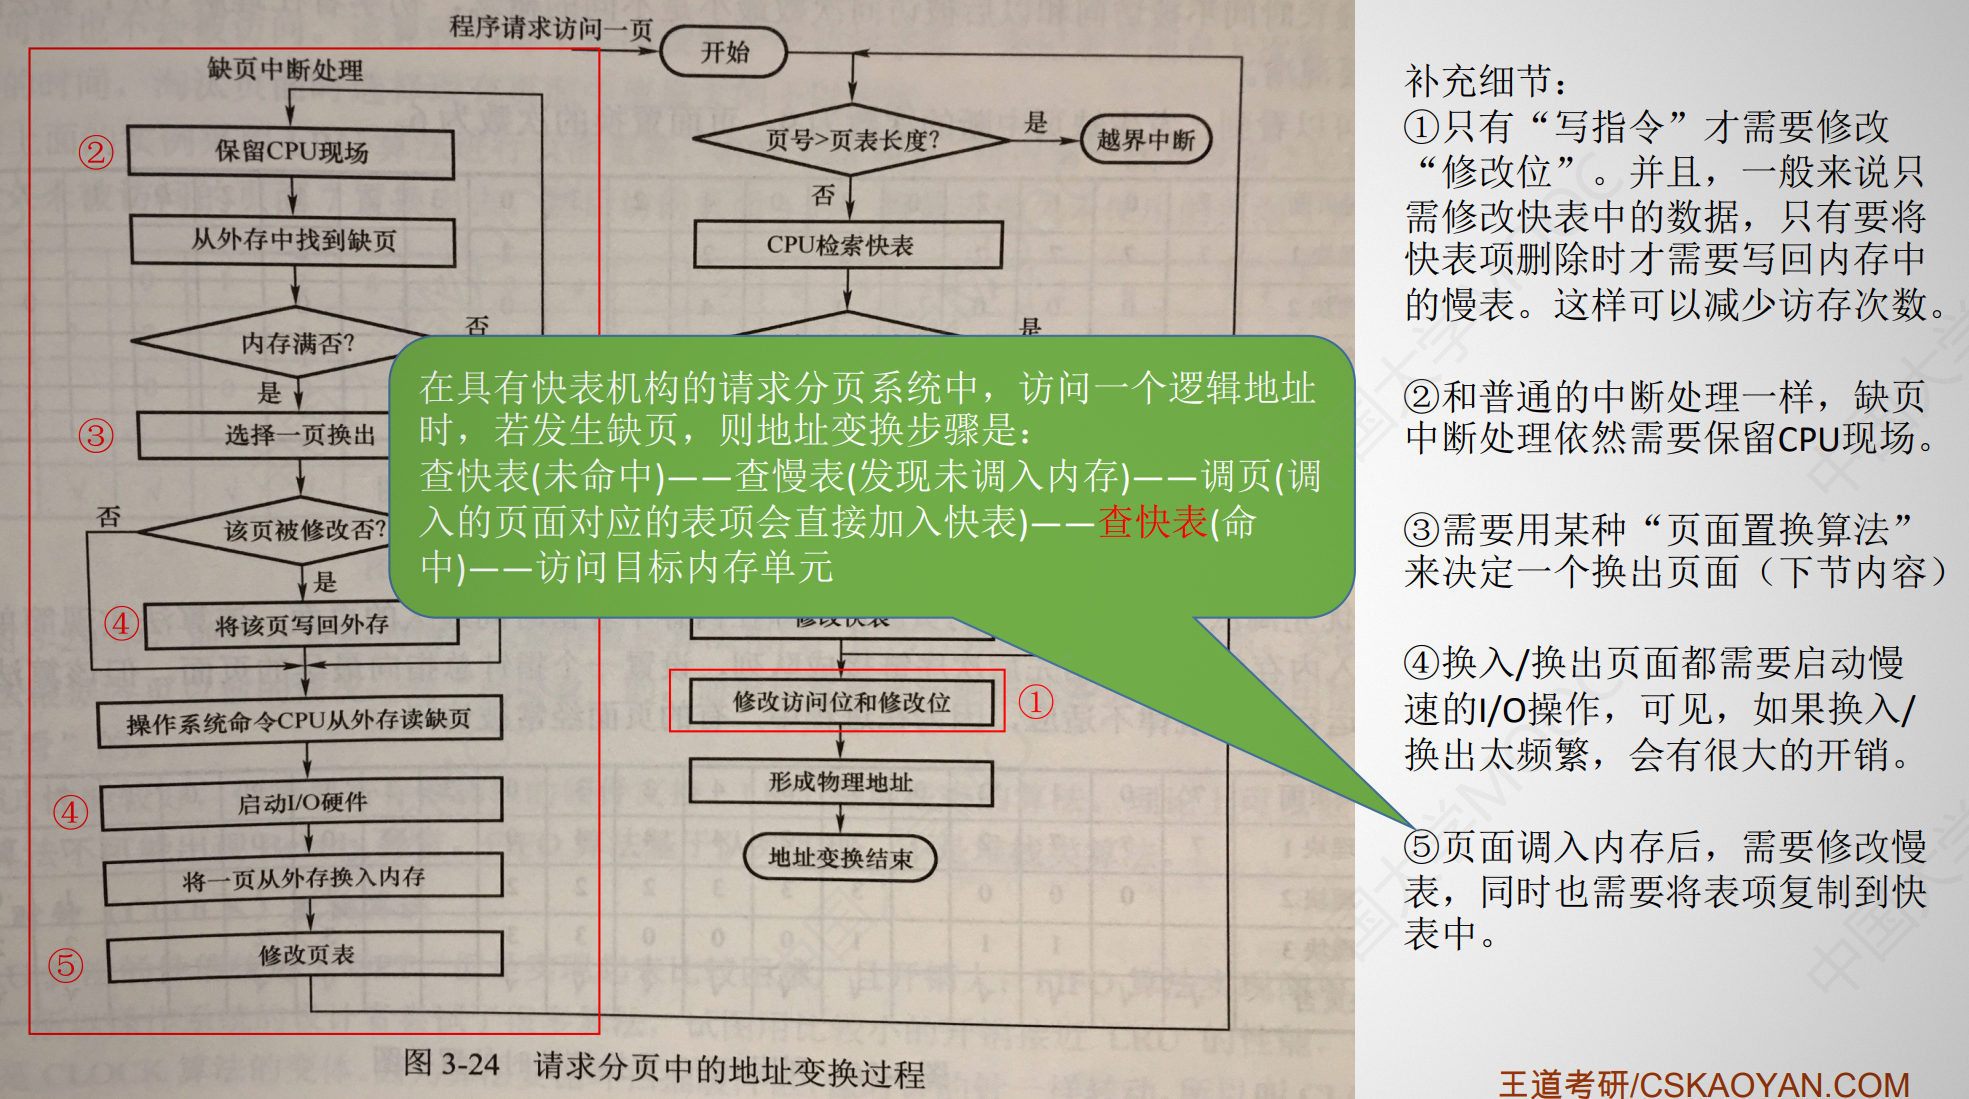 程序请求访问一页
开始
缺页中断处理
②
保留CPU现场
从外存中找到缺页
内存满否?
否
是
③
选择一页换出
否
该页被修改否?
是
④
将该页写回外存
操作系统命令CPU从外存读缺页
④
启动I/O硬件
将一页从外存换入内存
⑤
修改页表
页号>页表长度?
是
越界中断
否
CPU检索快表
是
在具有快表机构的请求分页系统中，访问一个逻辑地址
时，若发生缺页，则地址变换步骤是：
查快表(未命中)——查慢表(发现未调入内存)——调页(调
入的页面对应的表项会直接加入快表)——查快表(命
中)——访问目标内存单元
修改快表
修改访问位和修改位
①
形成物理地址
地址变换结束
图 3-24 请求分页中的地址变换过程
补充细节：
①只有“写指令”才需要修改
“修改位”。并且，一般来说只
需修改快表中的数据，只有要将
快表项删除时才需要写回内存中
的慢表。这样可以减少访存次数。
②和普通的中断处理一样，缺页
中断处理依然需要保留CPU现场。
③需要用某种“页面置换算法”
来决定一个换出页面（下节内容）
④换入/换出页面都需要启动慢
速的I/O操作，可见，如果换入/
换出太频繁，会有很大的开销。
⑤页面调入内存后，需要修改慢
表，同时也需要将表项复制到快
表中。
王道考研/CSKAOYAN.COM